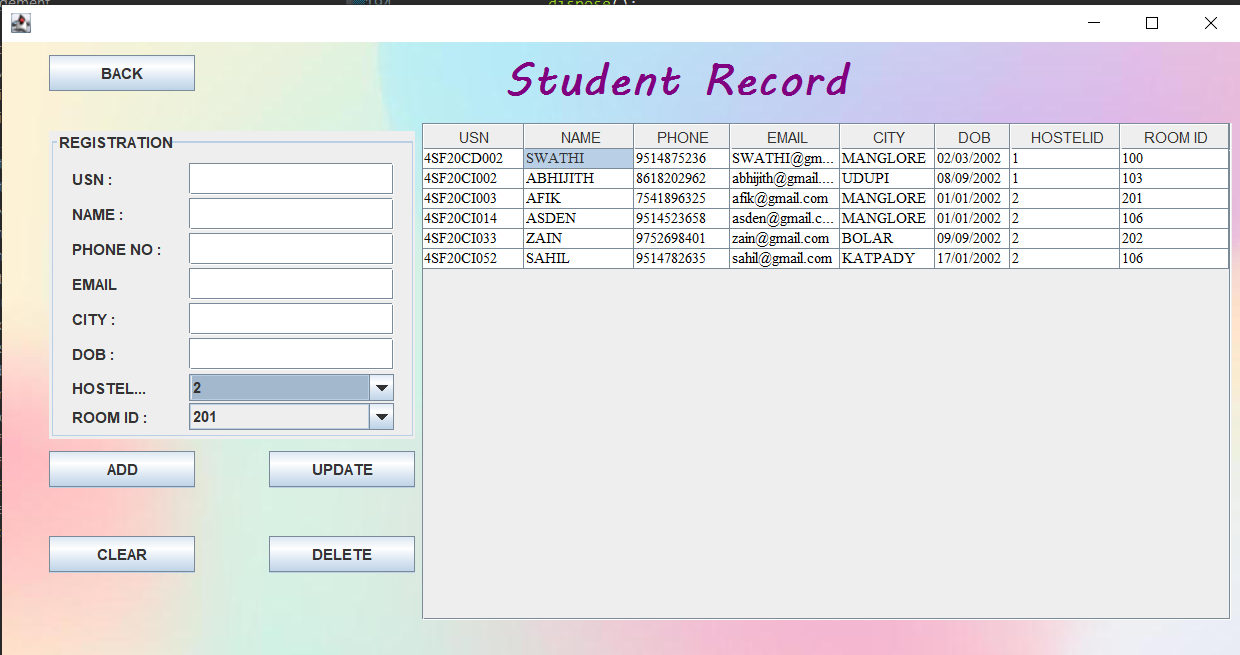 194 dispose();
BACK
Student Record
REGISTRATION
USN :
NAME :
PHONE NO :
EMAIL
CITY :
DOB :
HOSTEL... 2
ROOM ID : 201
ADD UPDATE
CLEAR DELETE
USN NAME PHONE EMAIL CITY DOB HOSTELID ROOM ID
4SF20CD002 SWATHI 9514875236 SWATHI@gm... MANGLORE 02/03/2002 1 100
4SF20CI002 ABHIJITH 8618202962 abhijith@gmail.... UDUPI 08/09/2002 1 103
4SF20CI003 AFIK 7541896325 afik@gmail.com MANGLORE 01/01/2002 2 201
4SF20CI014 ASDEN 9514523658 asden@gmail.c... MANGLORE 01/01/2002 2 106
4SF20CI033 ZAIN 9752698401 zain@gmail.com BOLAR 09/09/2002 2 202
4SF20CI052 SAHIL 9514782635 sahil@gmail.com KATPADY 17/01/2002 2 106